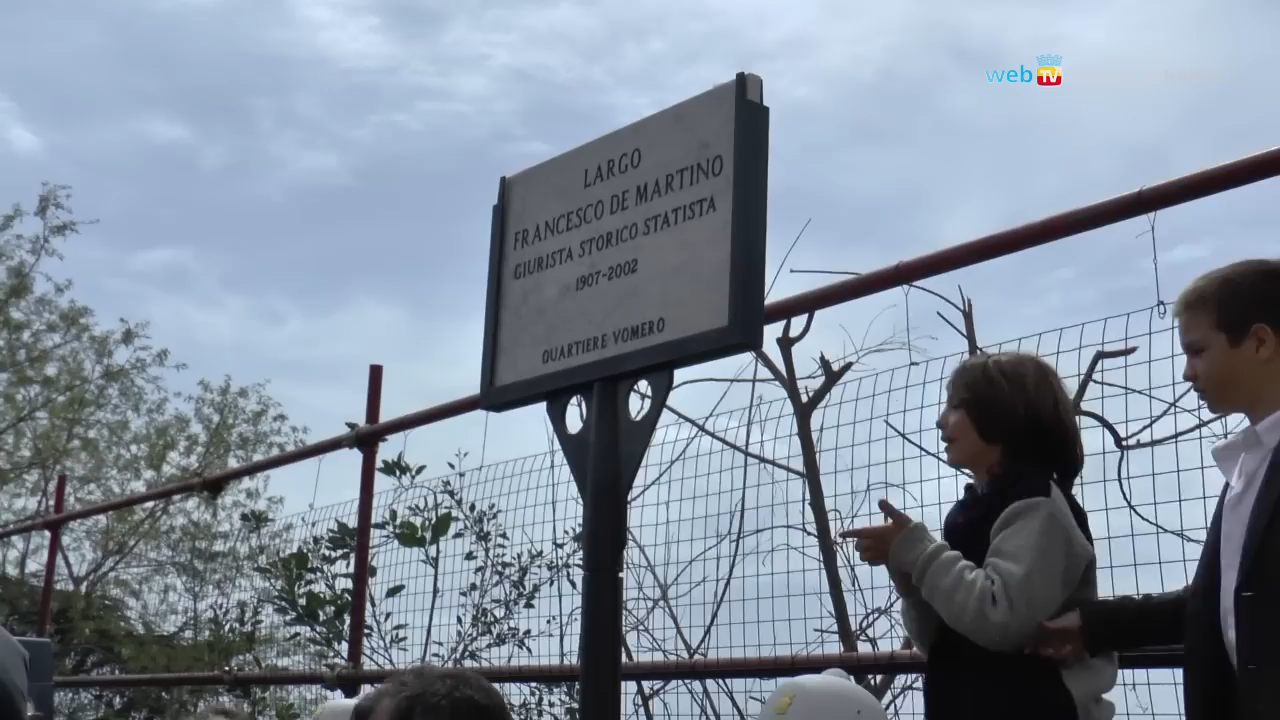 web TV
LARGO
FRANCESCO DE MARTINO
GIURISTA STORICO STATISTA
1907-2002
QUARTIERE VOMERO